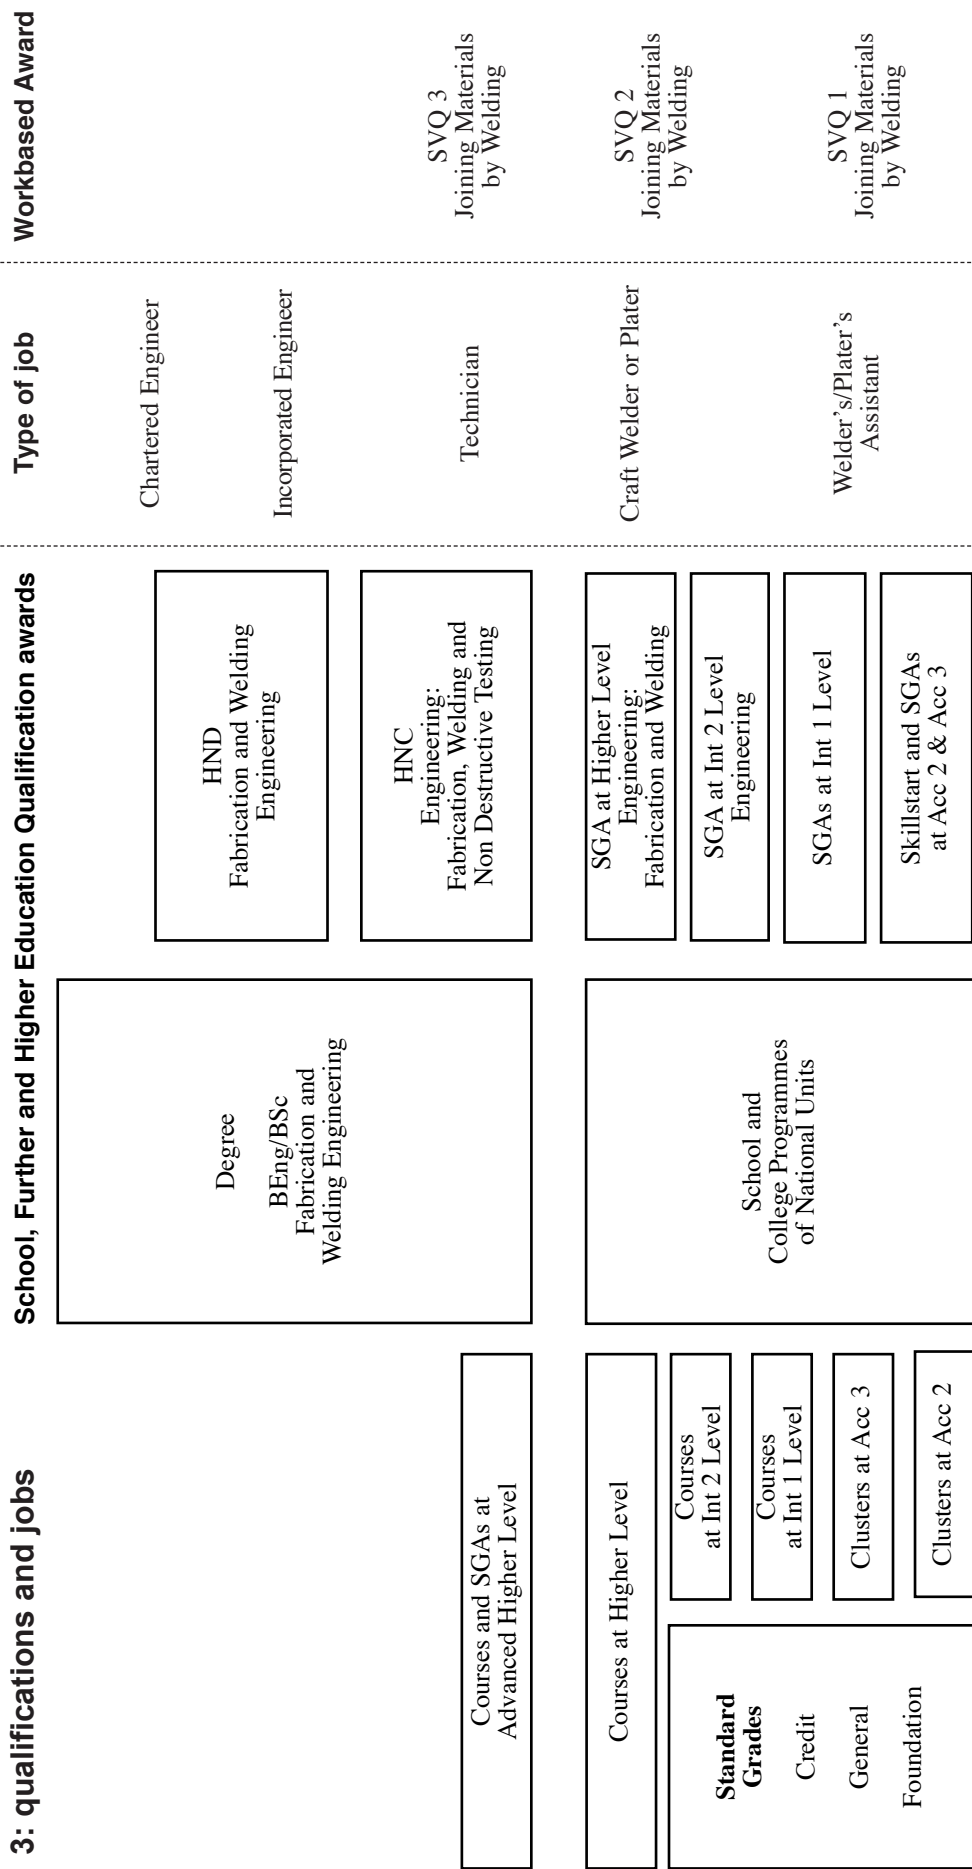 3: qualifications and jobs
School, Further and Higher Education Qualification awards
Type of job
Workbased Award
Courses and SGAs at
Advanced Higher Level
Courses at Higher Level
Standard
Grades
Credit
General
Foundation
Courses
at Int 2 Level
Courses
at Int 1 Level
Clusters at Acc 3
Clusters at Acc 2
Degree
BEng/BSc
Fabrication and
Welding Engineering
School and
College Programmes
of National Units
HND
Fabrication and Welding
Engineering
HNC
Engineering:
Fabrication, Welding and
Non Destructive Testing
SGA at Higher Level
Engineering:
Fabrication and Welding
SGA at Int 2 Level
Engineering
SGAs at Int 1 Level
Skillstart and SGAs
at Acc 2 & Acc 3
Chartered Engineer
Incorporated Engineer
Technician
Craft Welder or Plater
Welder's/Plater's
Assistant
SVQ 3
Joining Materials
by Welding
SVQ 2
Joining Materials
by Welding
SVQ 1
Joining Materials
by Welding